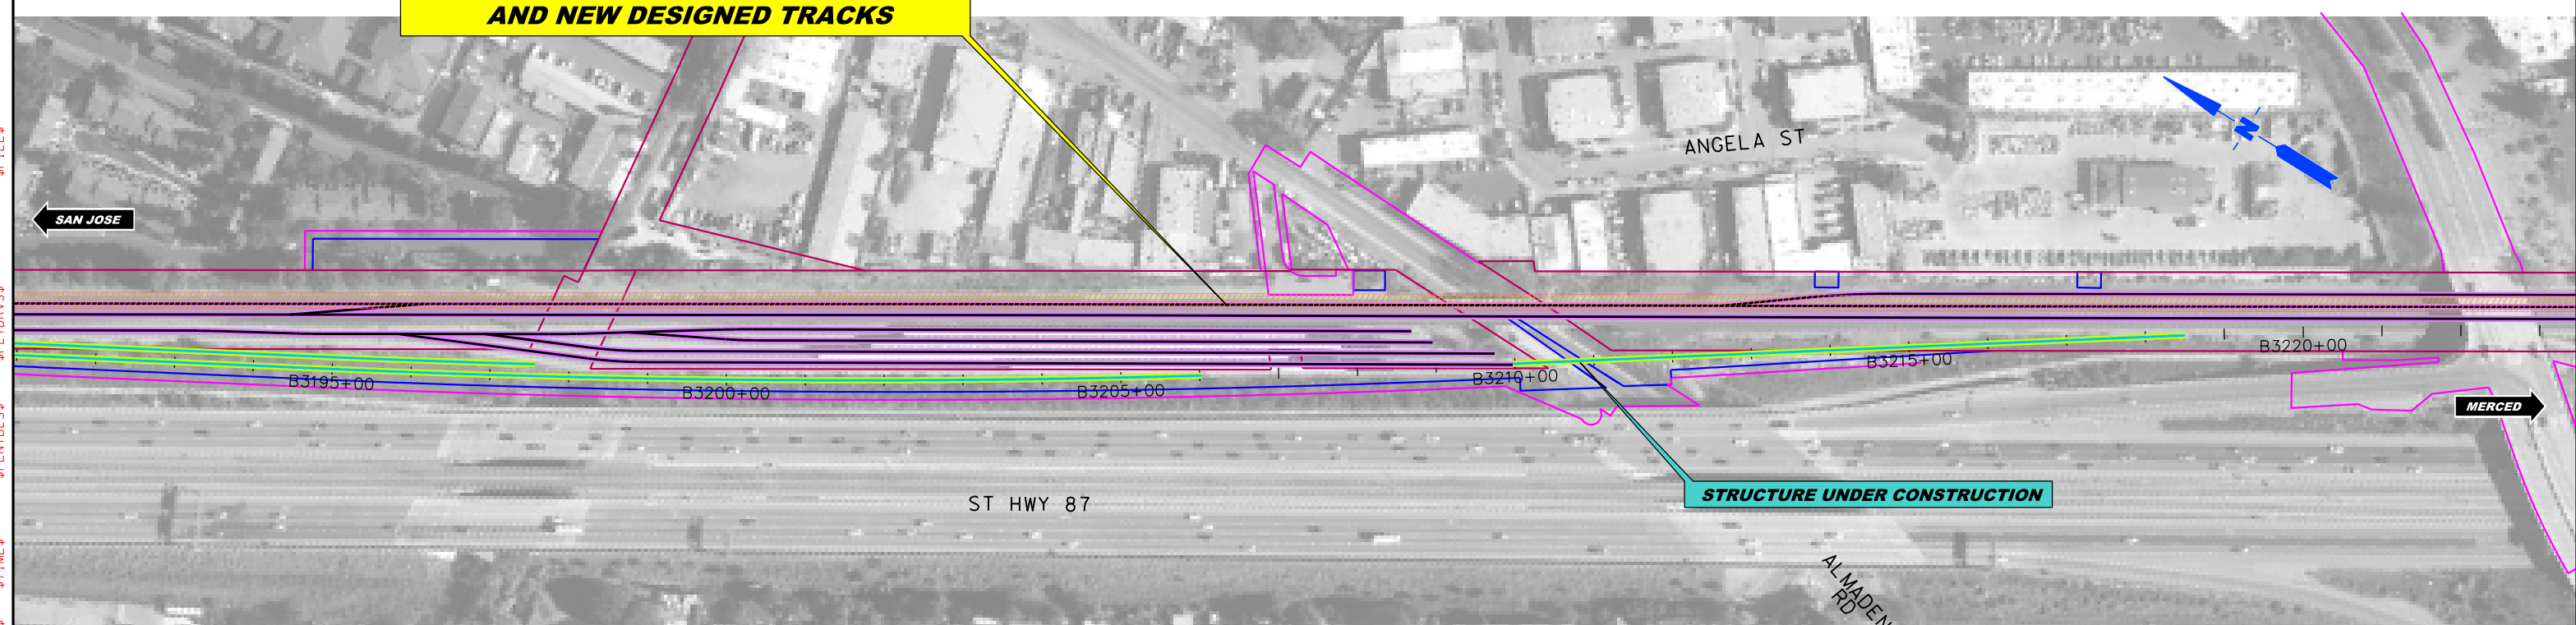 AND NEW DESIGNED TRACKS
ANGELA ST
N
SAN JOSE
B3195+00
B3200+00
B3205+00
B3210+00
B3215+00
B3220+00
MERCED
STRUCTURE UNDER CONSTRUCTION
ST HWY 87
ALMADEN
RD